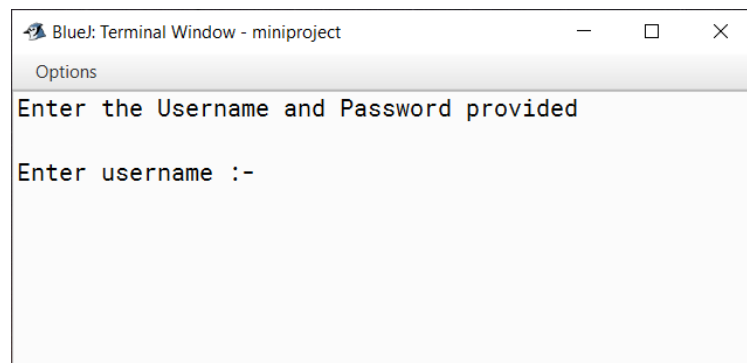 BlueJ: Terminal Window - miniproject
Options
Enter the Username and Password provided
Enter username :-